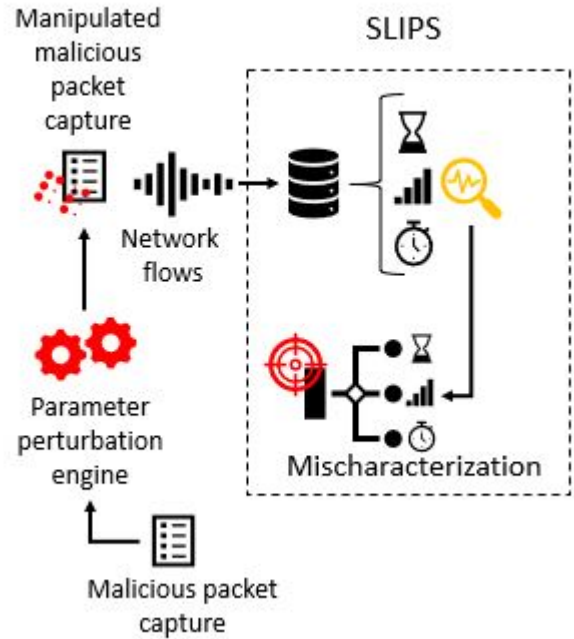 Manipulated
malicious
packet
capture
SLIPS
Network
flows
Parameter
perturbation
engine
Mischaracterization
Malicious packet
capture